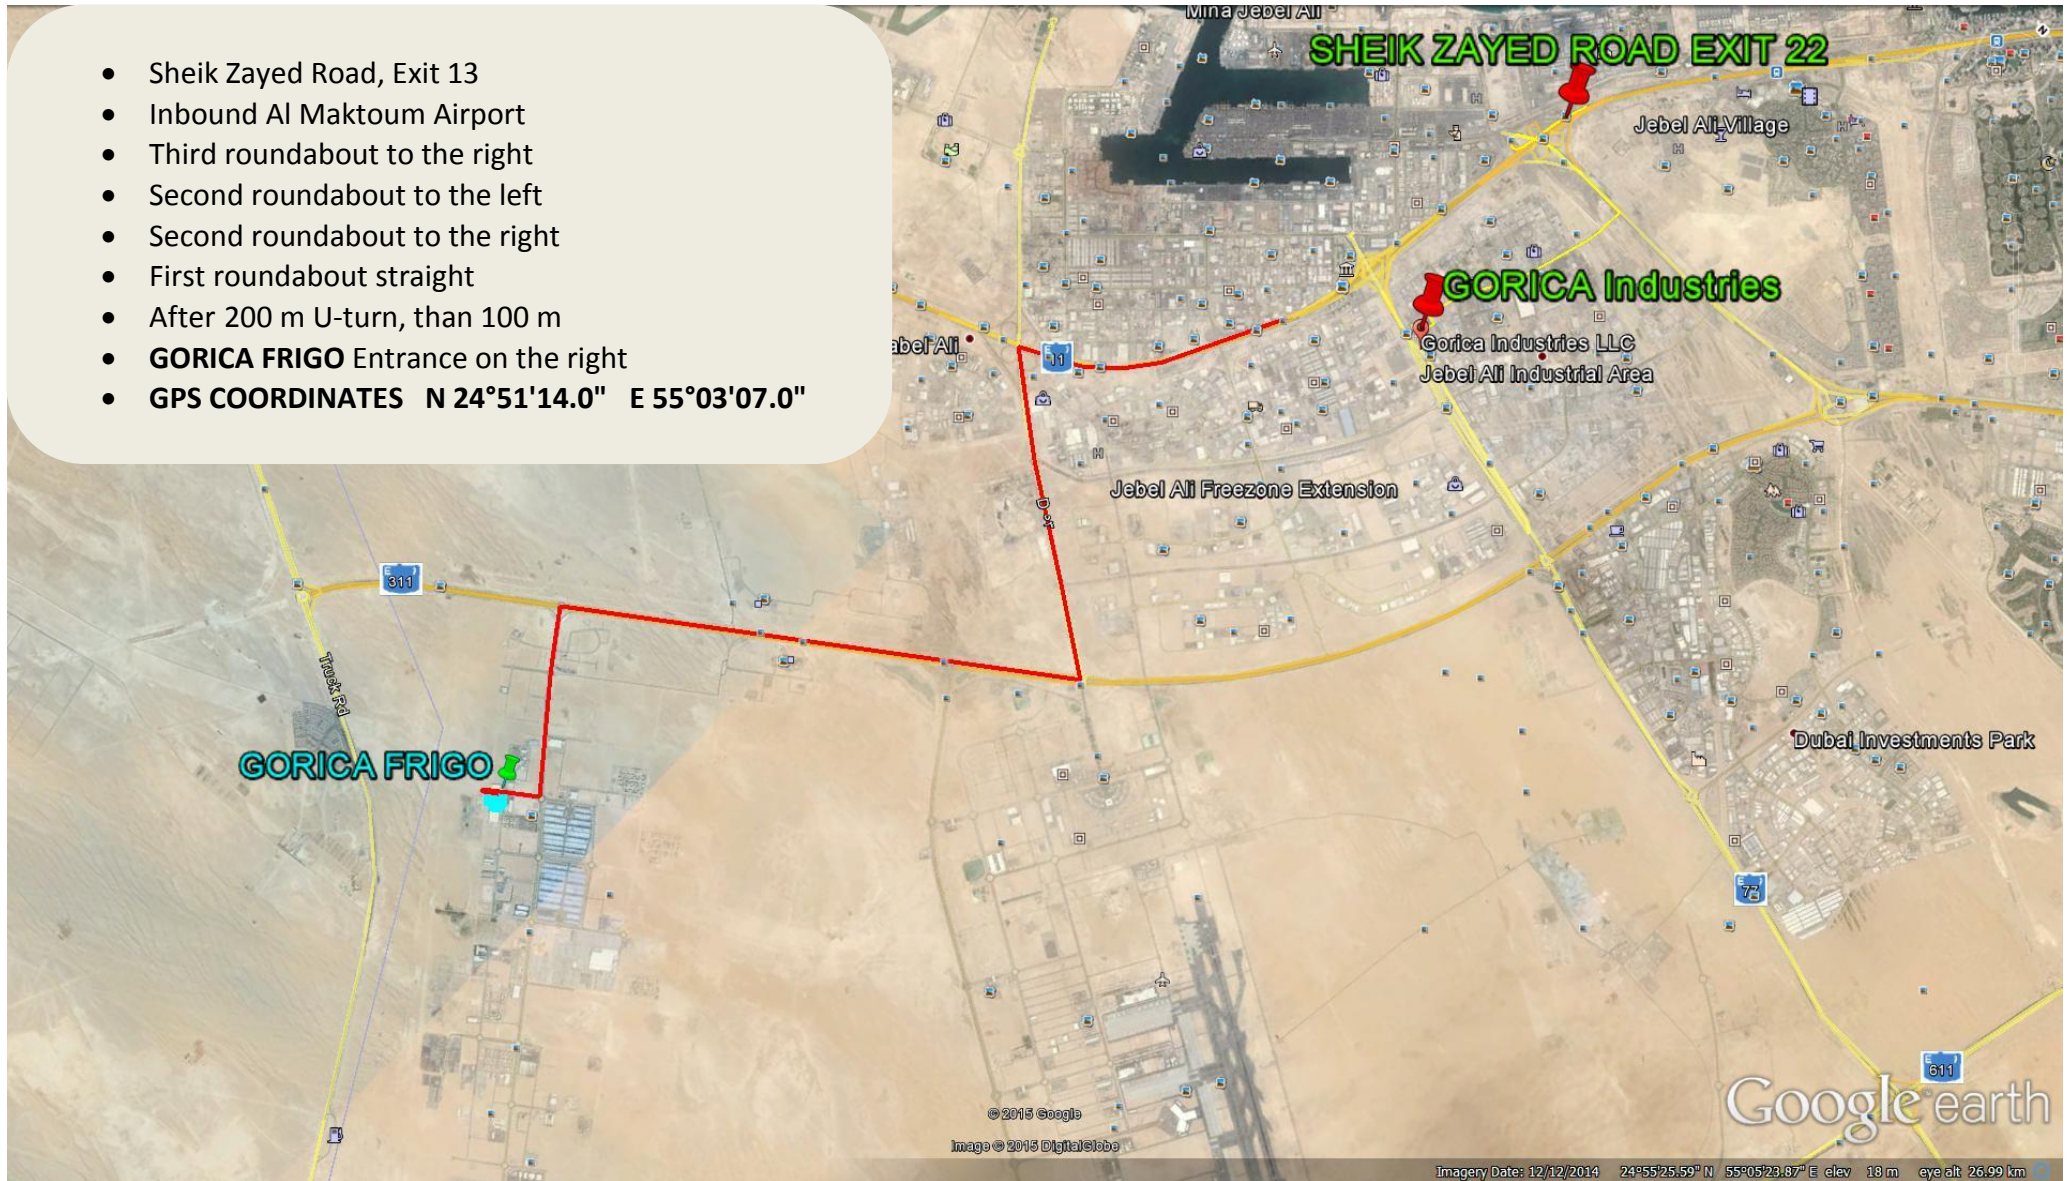 • Sheik Zayed Road, Exit 13
• Inbound Al Maktoum Airport
• Third roundabout to the right
• Second roundabout to the left
• Second roundabout to the right
• First roundabout straight
• After 200 m U-turn, than 100 m
• GORICA FRIGO Entrance on the right
• GPS COORDINATES N 24°51'14.0" E 55°03'07.0"
Mina Jebel Ali
SHEIK ZAYED ROAD EXIT 22
Jebel Ali Village
GORICA Industries
Gorica Industries LLC
Jebel Ali Industrial Area
abel Ali
E 11
Jebel Ali Freezone Extension
E 311
Truck Rd
GORICA FRIGO
Dubai Investments Park
E 77
E 611
Google earth
© 2015 Google
Image © 2015 DigitalGlobe
Imagery Date: 12/12/2014 24°55'25.59" N 55°05'23.87" E elev 18 m eye alt 26.99 km